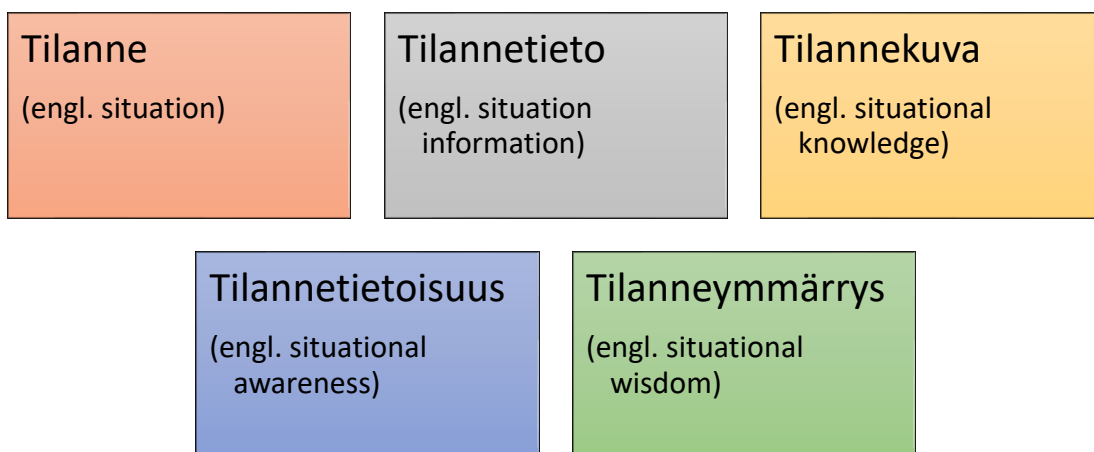 Tilanne
(engl. situation)
Tilannetieto
(engl. situation
information)
Tilannekuva
(engl. situational
knowledge)
Tilannetietoisuus
(engl. situational
awareness)
Tilanneymmärrys
(engl. situational
wisdom)